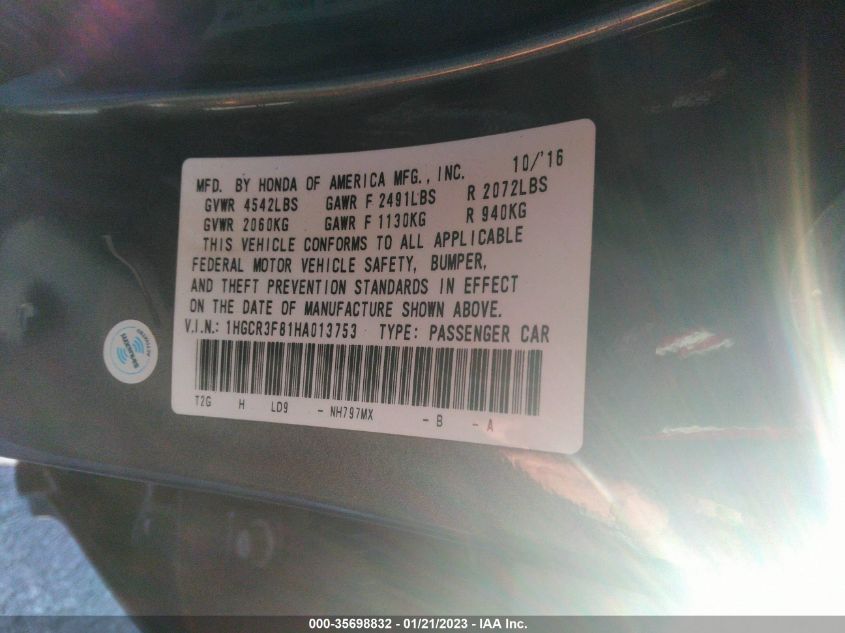 MFD. BY HONDA OF AMERICA MFG., INC. 10/'16
GVWR 4542LBS GAWR F 2491LBS R 2072LBS
GVWR 2060KG GAWR F 1130KG R 940KG
THIS VEHICLE CONFORMS TO ALL APPLICABLE
FEDERAL MOTOR VEHICLE SAFETY, BUMPER,
AND THEFT PREVENTION STANDARDS IN EFFECT
ON THE DATE OF MANUFACTURE SHOWN ABOVE.
V.I.N.: 1HGCR3F81HA013753 TYPE: PASSENGER CAR
T2G H LD9 - NH797MX - B - A
000-35698832 - 01/21/2023 - IAA Inc.